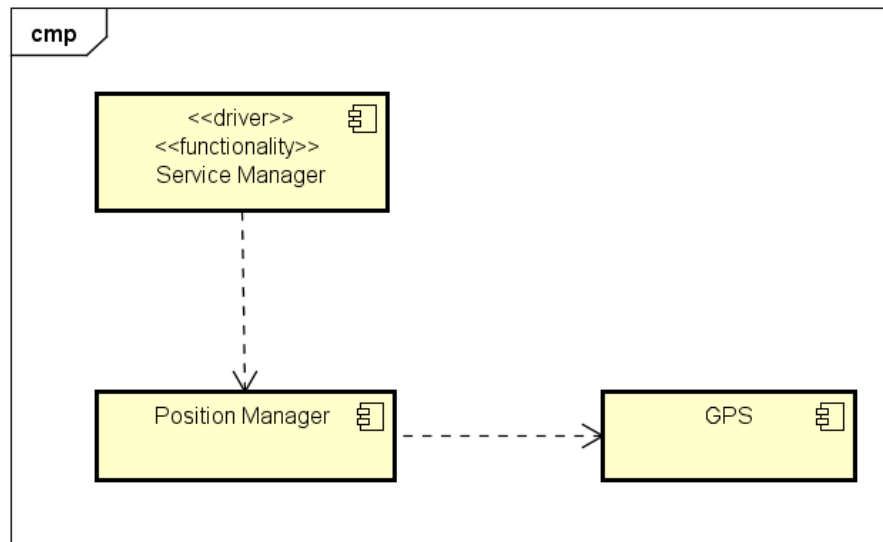 cmp
<<driver>>
<<functionality>>
Service Manager
Position Manager
GPS